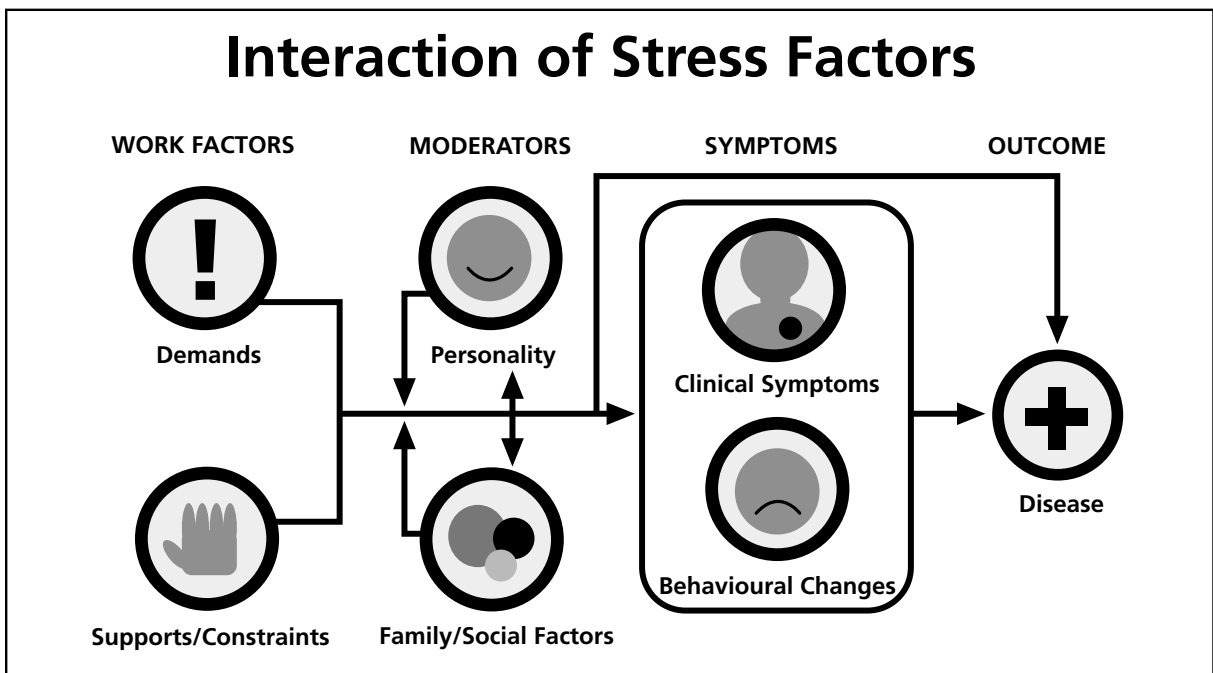 Interaction of Stress Factors
WORK FACTORS
MODERATORS
SYMPTOMS
OUTCOME
Demands
Personality
Clinical Symptoms
Disease
Behavioural Changes
Supports/Constraints
Family/Social Factors